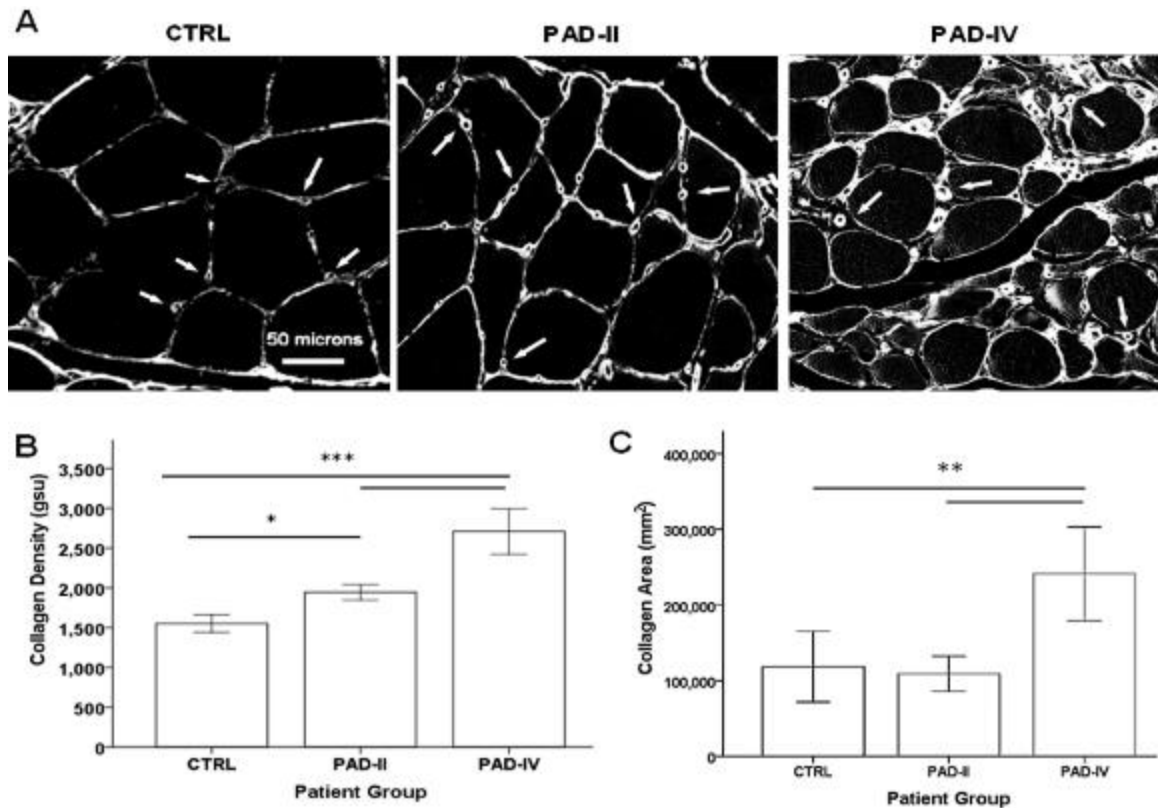 A
CTRL PAD-II PAD-IV
50 microns
B
***
*
3,500
3,000
2,500
2,000
1,500
1,000
500
0
Collagen Density (gsu)
CTRL PAD-II PAD-IV
Patient Group
C
**
400,000
300,000
200,000
100,000
0
Collagen Area (mm²)
CTRL PAD-II PAD-IV
Patient Group